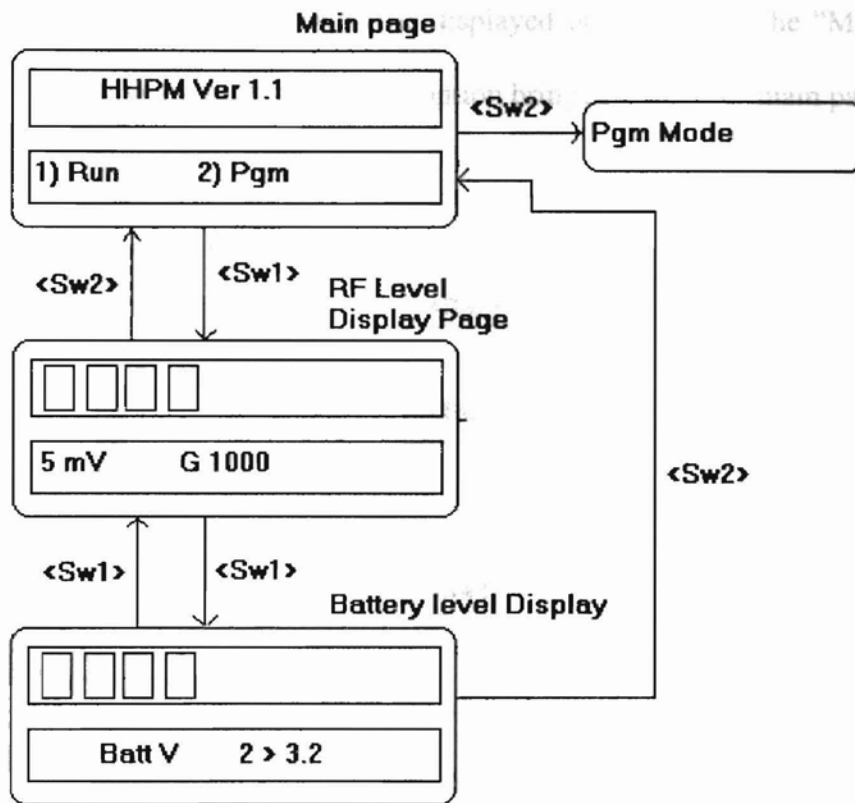 Main page
HHPM Ver 1.1
<Sw2>
Pgm Mode
1) Run 2) Pgm
<Sw2> <Sw1>
RF Level
Display Page
5 mV G 1000
<Sw2>
<Sw1> <Sw1>
Battery level Display
Batt V 2 > 3.2